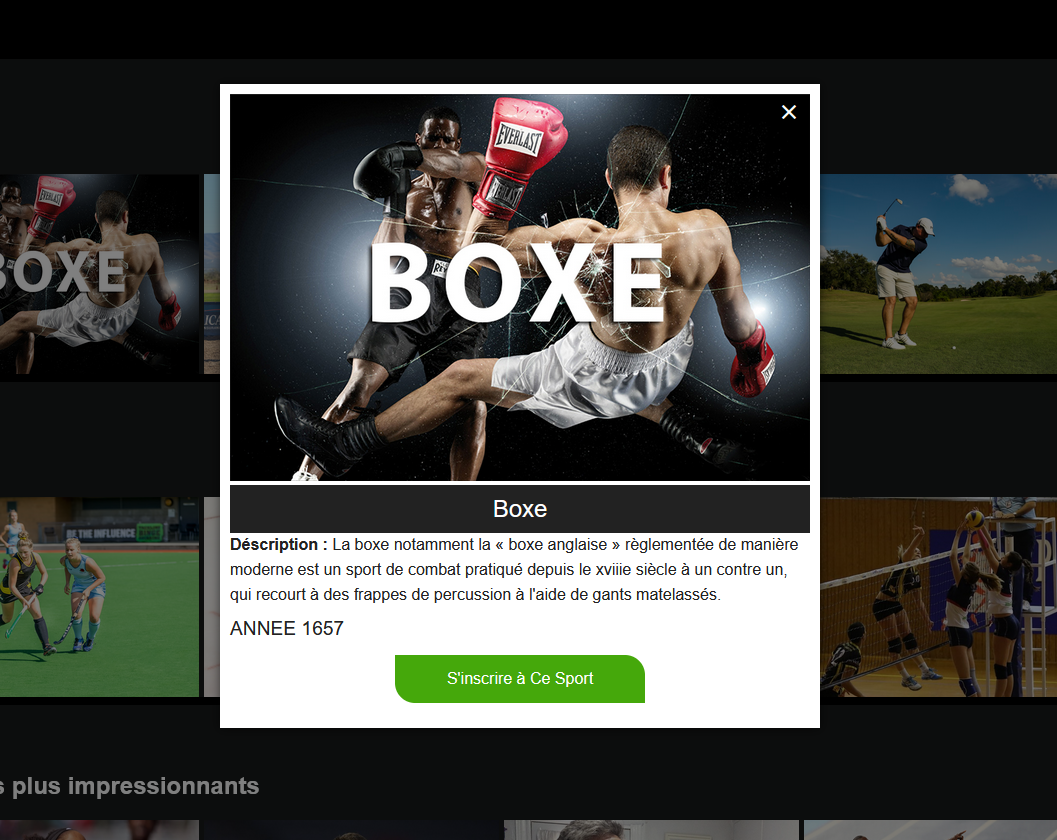 EVERLAST
EVERLAST
BOXE
BOXE
BE THE INFLUENCE
Boxe
Déscription : La boxe notamment la « boxe anglaise » règlementée de manière
moderne est un sport de combat pratiqué depuis le xviiie siècle à un contre un,
qui recourt à des frappes de percussion à l'aide de gants matelassés.
ANNEE 1657
S'inscrire à Ce Sport
s plus impressionnants